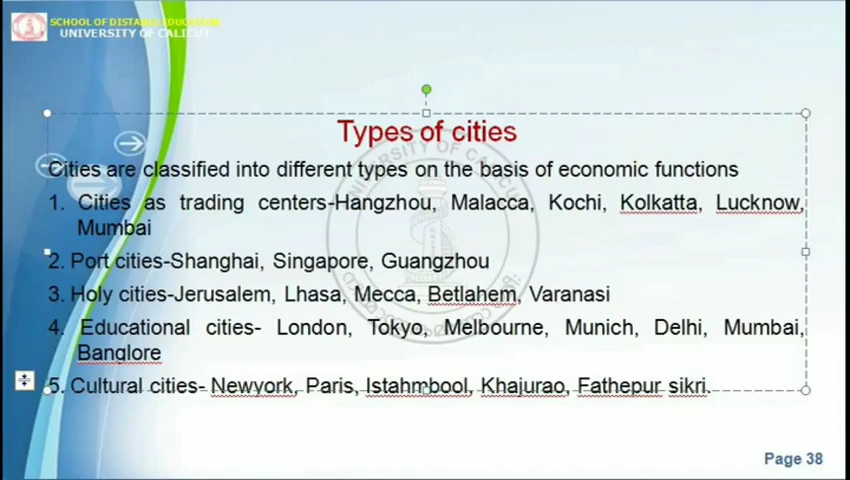 SCHOOL OF DISTANCE EDUCATION
UNIVERSITY OF CALICUT
Types of cities
Cities are classified into different types on the basis of economic functions
1. Cities as trading centers-Hangzhou, Malacca, Kochi, Kolkatta, Lucknow,
Mumbai
2. Port cities-Shanghai, Singapore, Guangzhou
3. Holy cities-Jerusalem, Lhasa, Mecca, Betlahem, Varanasi
4. Educational cities- London, Tokyo, Melbourne, Munich, Delhi, Mumbai,
Banglore
5. Cultural cities- Newyork, Paris, Istahmbool, Khajurao, Fathepur sikri.
UNIVERSITY OF CALICUT
Page 38